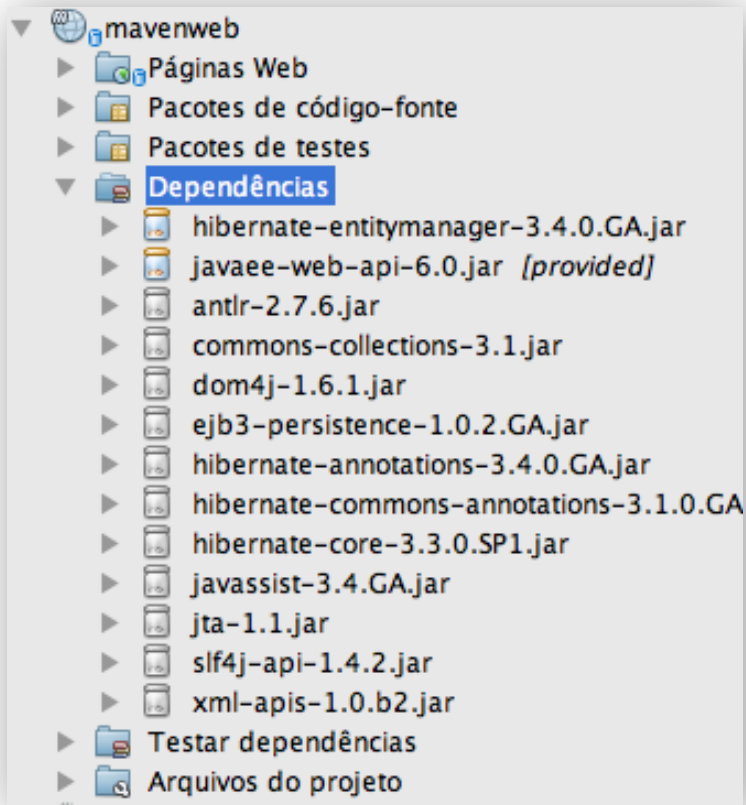 mavenweb
Páginas Web
Pacotes de código-fonte
Pacotes de testes
Dependências
hibernate-entitymanager-3.4.0.GA.jar
javaee-web-api-6.0.jar [provided]
antlr-2.7.6.jar
commons-collections-3.1.jar
dom4j-1.6.1.jar
ejb3-persistence-1.0.2.GA.jar
hibernate-annotations-3.4.0.GA.jar
hibernate-commons-annotations-3.1.0.GA
hibernate-core-3.3.0.SP1.jar
javassist-3.4.GA.jar
jta-1.1.jar
slf4j-api-1.4.2.jar
xml-apis-1.0.b2.jar
Testar dependências
Arquivos do projeto